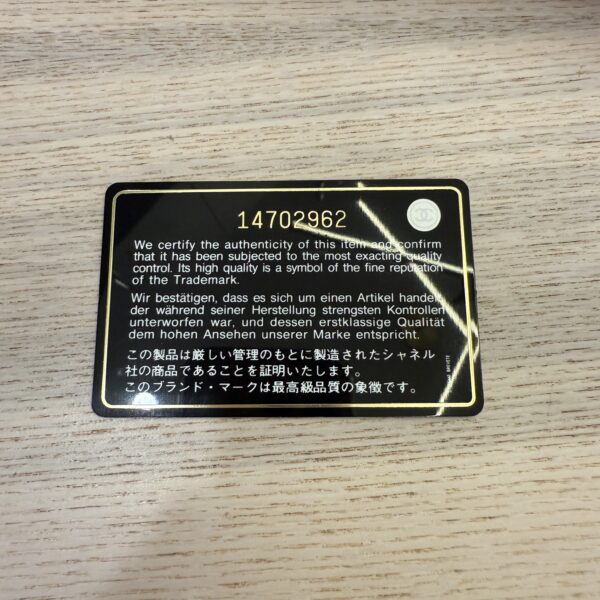 14702962
We certify the authenticity of this item and confirm
that it has been subjected to the most exacting quality
control. Its high quality is a symbol of the fine reputation
of the Trademark.
Wir bestätigen, dass es sich um einen Artikel handelt,
der während seiner Herstellung strengsten Kontrollen
unterworfen war, und dessen erstklassige Qualität
dem hohen Ansehen unserer Marke entspricht.
この製品は厳しい管理のもとに製造されたシャネル
社の商品であることを証明いたします。
このブランド・マークは最高級品質の象徴です。